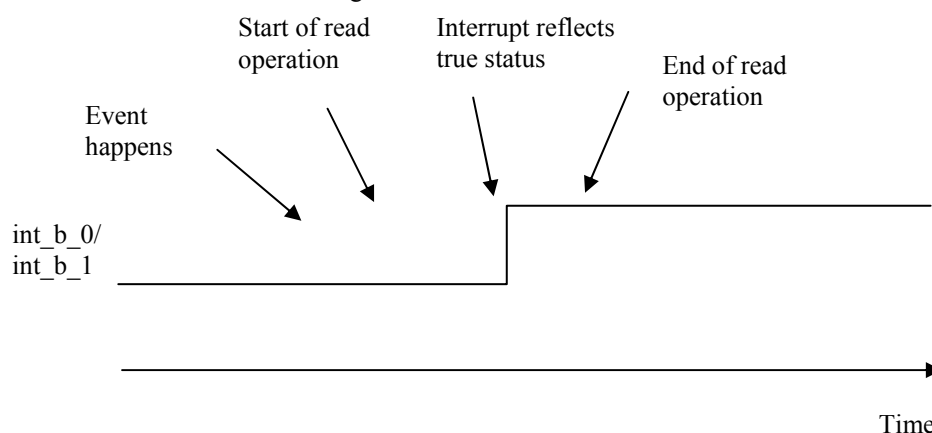 Start of read
operation
Interrupt reflects
true status
End of read
operation
Event
happens
int_b_0/
int_b_1
Time